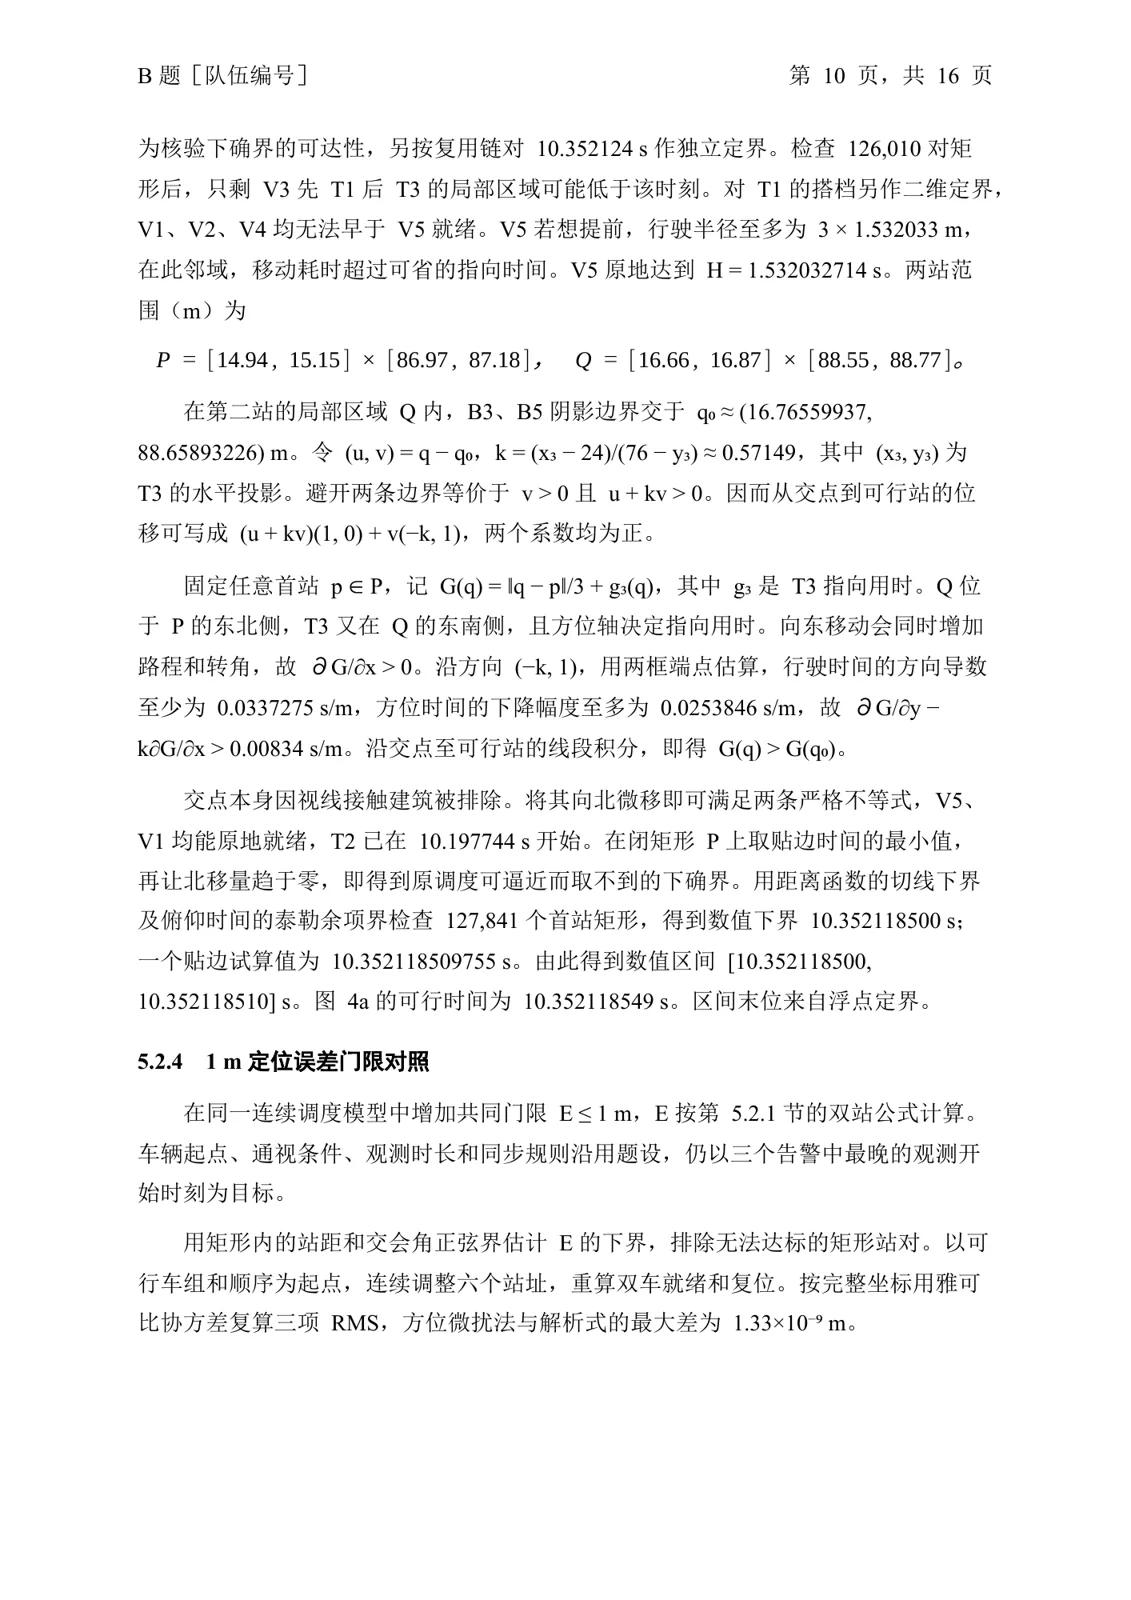 B 题［队伍编号］ 第 10 页，共 16 页
为核验下确界的可达性，另按复用链对 10.352124 s 作独立定界。检查 126,010 对矩
形后，只剩 V3 先 T1 后 T3 的局部区域可能低于该时刻。对 T1 的搭档另作二维定界，
V1、V2、V4 均无法早于 V5 就绪。V5 若想提前，行驶半径至多为 3 × 1.532033 m，
在此邻域，移动耗时超过可省的指向时间。V5 原地达到 H = 1.532032714 s。两站范
围（m）为
P = [14.94, 15.15] × [86.97, 87.18]， Q = [16.66, 16.87] × [88.55, 88.77]。
在第二站的局部区域 Q 内，B3、B5 阴影边界交于 q₀ ≈ (16.76559937,
88.65893226) m。令 (u, v) = q − q₀，k = (x₃ − 24)/(76 − y₃) ≈ 0.57149，其中 (x₃, y₃) 为
T3 的水平投影。避开两条边界等价于 v > 0 且 u + kv > 0。因而从交点到可行站的位
移可写成 (u + kv)(1, 0) + v(−k, 1)，两个系数均为正。
固定任意首站 p ∈ P，记 G(q) = ‖q − p‖/3 + g₃(q)，其中 g₃ 是 T3 指向用时。Q 位
于 P 的东北侧，T3 又在 Q 的东南侧，且方位轴决定指向用时。向东移动会同时增加
路程和转角，故 ∂G/∂x > 0。沿方向 (−k, 1)，用两框端点估算，行驶时间的方向导数
至少为 0.0337275 s/m，方位时间的下降幅度至多为 0.0253846 s/m，故 ∂G/∂y −
k∂G/∂x > 0.00834 s/m。沿交点至可行站的线段积分，即得 G(q) > G(q₀)。
交点本身因视线接触建筑被排除。将其向北微移即可满足两条严格不等式，V5、
V1 均能原地就绪，T2 已在 10.197744 s 开始。在闭矩形 P 上取贴边时间的最小值，
再让北移量趋于零，即得到原调度可逼近而取不到的下确界。用距离函数的切线下界
及俯仰时间的泰勒余项界检查 127,841 个首站矩形，得到数值下界 10.352118500 s；
一个贴边试算值为 10.352118509755 s。由此得到数值区间 [10.352118500,
10.352118510] s。图 4a 的可行时间为 10.352118549 s。区间末位来自浮点定界。
5.2.4 1 m 定位误差门限对照
在同一连续调度模型中增加共同门限 E ≤ 1 m，E 按第 5.2.1 节的双站公式计算。
车辆起点、通视条件、观测时长和同步规则沿用题设，仍以三个告警中最晚的观测开
始时刻为目标。
用矩形内的站距和交会角正弦界估计 E 的下界，排除无法达标的矩形站对。以可
行车组和顺序为起点，连续调整六个站址，重算双车就绪和复位。按完整坐标用雅可
比协方差复算三项 RMS，方位微扰法与解析式的最大差为 1.33×10⁻⁹ m。